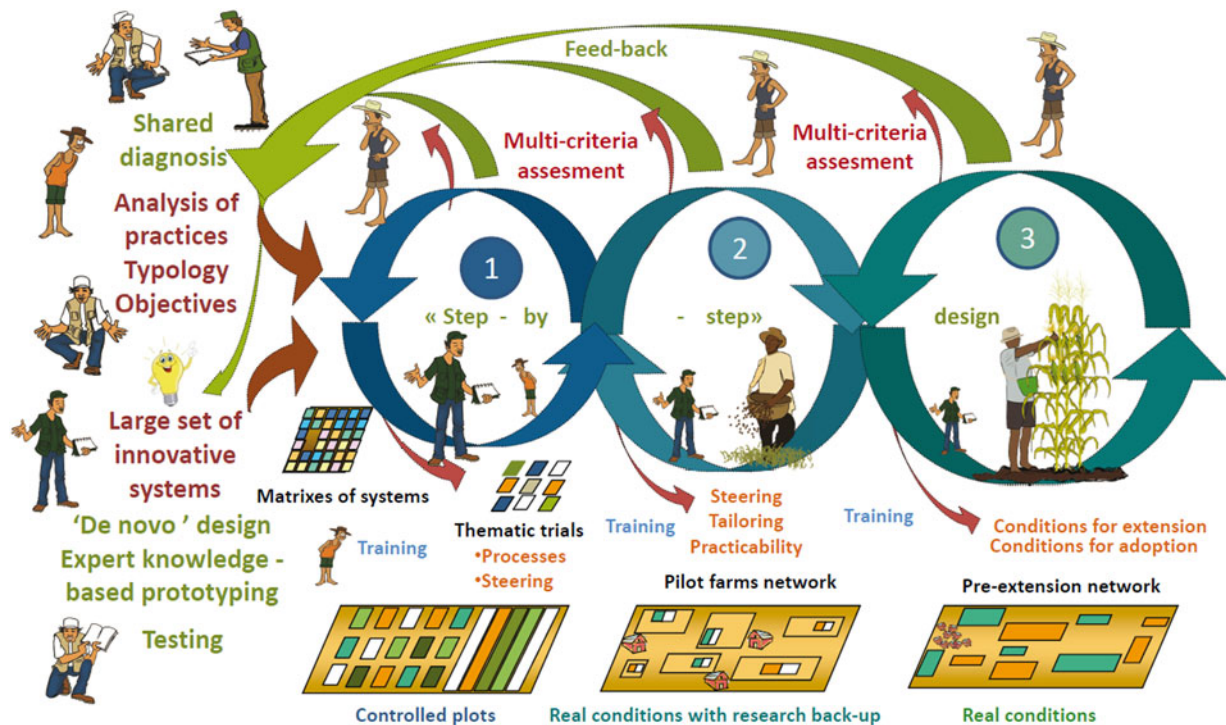 Feed-back
Shared
diagnosis
Multi-criteria
assesment
Multi-criteria
assesment
Analysis of
practices
Typology
Objectives
1
2
3
« Step - by - step» design
Large set of
innovative
systems
Matrixes of systems
Thematic trials
•Processes
•Steering
Training
Steering
Tailoring
Practicability
Training
Training
Conditions for extension
Conditions for adoption
‘De novo ’ design
Expert knowledge -
based prototyping
Testing
Pilot farms network
Pre-extension network
Controlled plots
Real conditions with research back-up
Real conditions